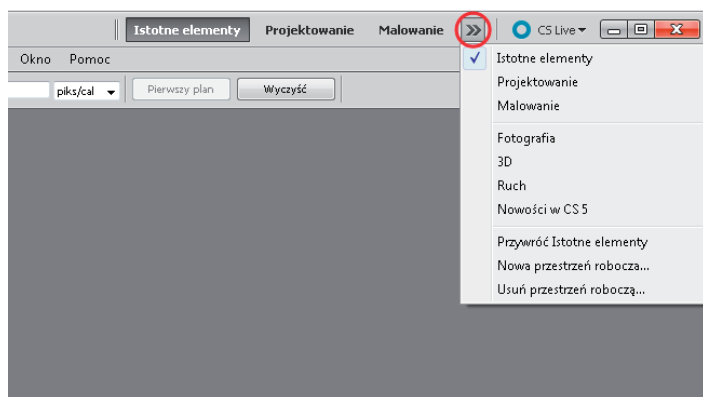 Istotne elementy Projektowanie Malowanie CS Live
Okno Pomoc
piks/cal Pierwszy plan Wyczyść
Istotne elementy
Projektowanie
Malowanie
Fotografia
3D
Ruch
Nowości w CS 5
Przywróć Istotne elementy
Nowa przestrzeń robocza...
Usuń przestrzeń roboczą...